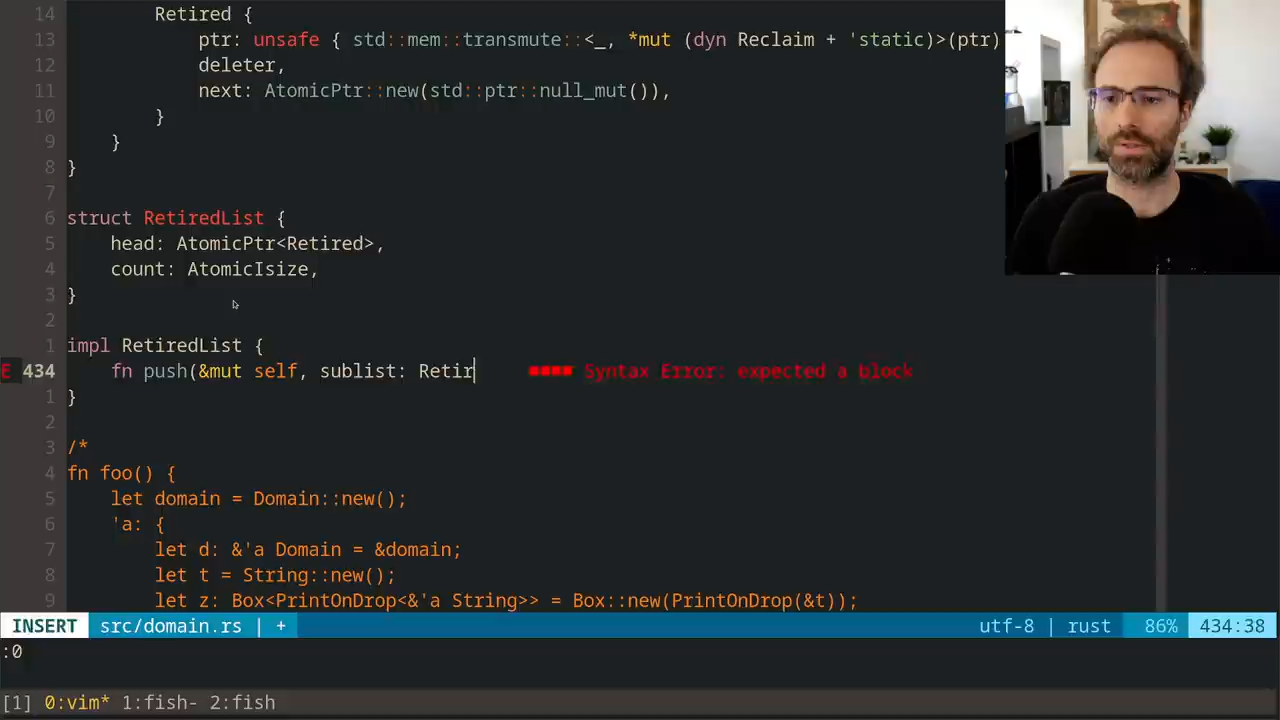 14         Retired {
13             ptr: unsafe { std::mem::transmute::<_, *mut (dyn Reclaim + 'static)>(ptr)
12             deleter,
11             next: AtomicPtr::new(std::ptr::null_mut()),
10         }
9     }
8 }
7
6 struct RetiredList {
5     head: AtomicPtr<Retired>,
4     count: AtomicIsize,
3 }
2
1 impl RetiredList {
E 434     fn push(&mut self, sublist: Retir     ■■■■ Syntax Error: expected a block
1 }
2
3 /*
4 fn foo() {
5     let domain = Domain::new();
6     'a: {
7         let d: &'a Domain = &domain;
8         let t = String::new();
9         let z: Box<PrintOnDrop<&'a String>> = Box::new(PrintOnDrop(&t));
INSERT src/domain.rs | + utf-8 | rust 86% 434:38
:0
[1] 0:vim* 1:fish- 2:fish